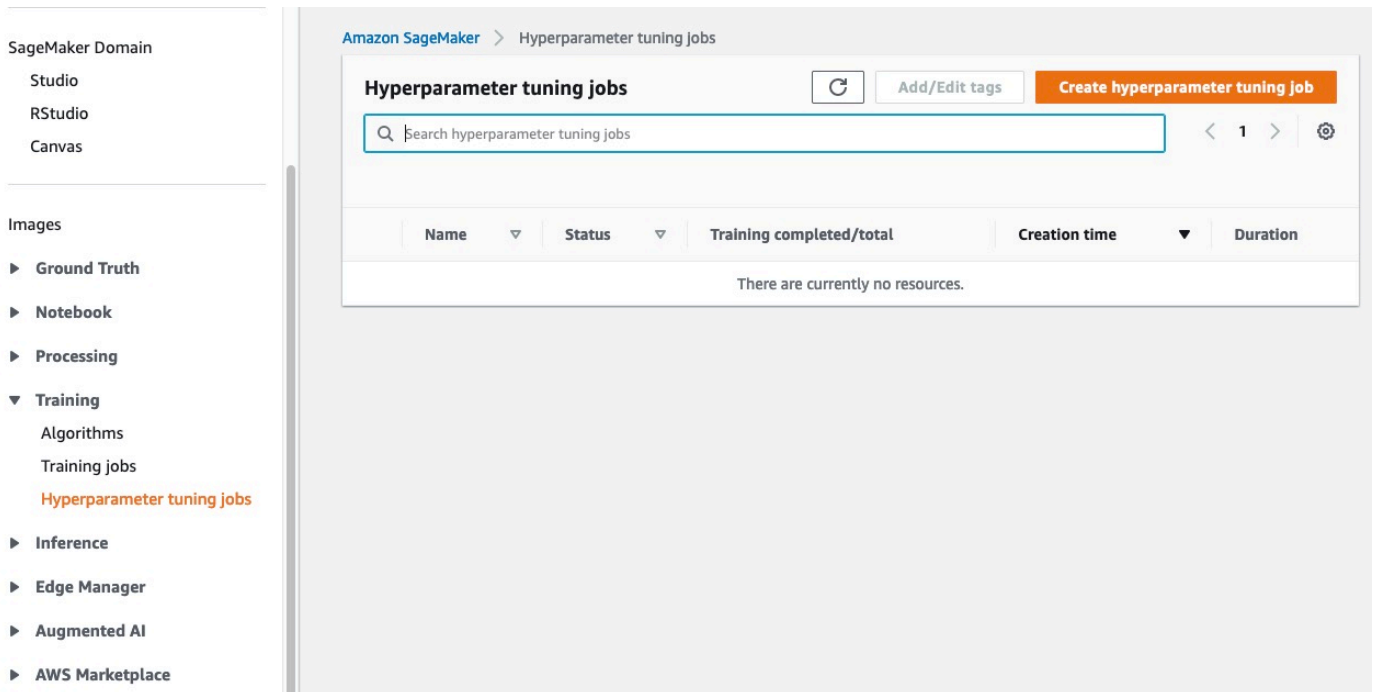 SageMaker Domain
Studio
RStudio
Canvas
Images
Ground Truth
Notebook
Processing
Training
Algorithms
Training jobs
Hyperparameter tuning jobs
Inference
Edge Manager
Augmented AI
AWS Marketplace
Amazon SageMaker > Hyperparameter tuning jobs
Hyperparameter tuning jobs Add/Edit tags Create hyperparameter tuning job
Search hyperparameter tuning jobs < 1 >
Name Status Training completed/total Creation time Duration
There are currently no resources.